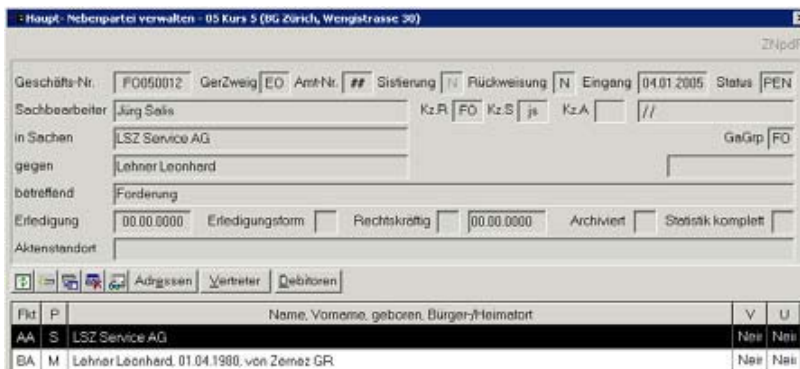 Haupt- Nebenpartei verwalten - 05 Kurs 5 (BG Zürich, Wengistrasse 30)
ZNpdF
Geschäfts-Nr. FO050012 GerZweig EO Amt-Nr. ## Sistierung N Rückweisung N Eingang 04.01.2005 Status PEN
Sachbearbeiter Jürg Salis Kz.R FO Kz.S js Kz.A //
in Sachen LSZ Service AG GaGrp FO
gegen Lehner Leonhard
betreffend Forderung
Erledigung 00.00.0000 Erledigungsform Rechtskräftig 00.00.0000 Archiviert Statistik komplett
Aktenstandort
Adressen Vertreter Debitoren
Fkt P Name, Vorname, geboren, Bürger-/Heimatort V U
AA S LSZ Service AG Nein Nein
BA M Lehner Leonhard, 01.04.1980, von Zernez GR Nein Nein